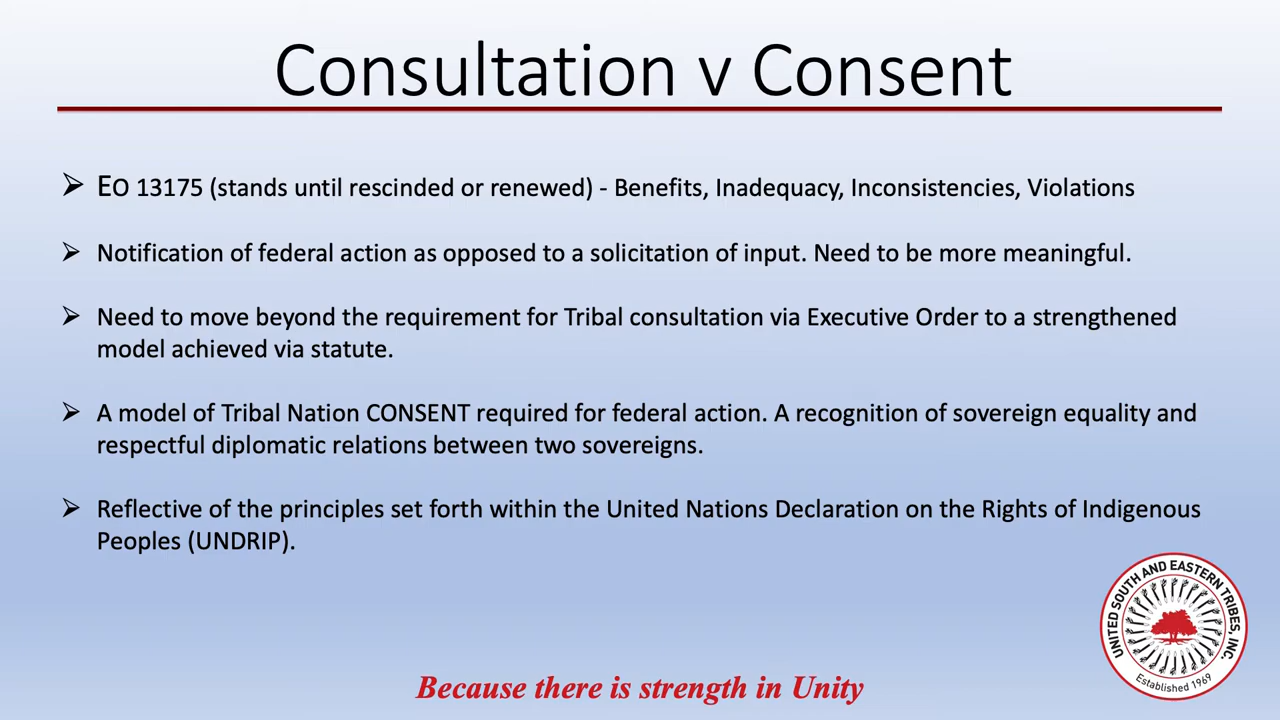 Consultation v Consent
➢ EO 13175 (stands until rescinded or renewed) - Benefits, Inadequacy, Inconsistencies, Violations
➢ Notification of federal action as opposed to a solicitation of input. Need to be more meaningful.
➢ Need to move beyond the requirement for Tribal consultation via Executive Order to a strengthened
model achieved via statute.
➢ A model of Tribal Nation CONSENT required for federal action. A recognition of sovereign equality and
respectful diplomatic relations between two sovereigns.
➢ Reflective of the principles set forth within the United Nations Declaration on the Rights of Indigenous
Peoples (UNDRIP).
UNITED SOUTH AND EASTERN TRIBES, INC.
Established 1969
Because there is strength in Unity